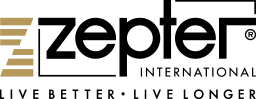 zepter®
INTERNATIONAL
LIVE BETTER • LIVE LONGER